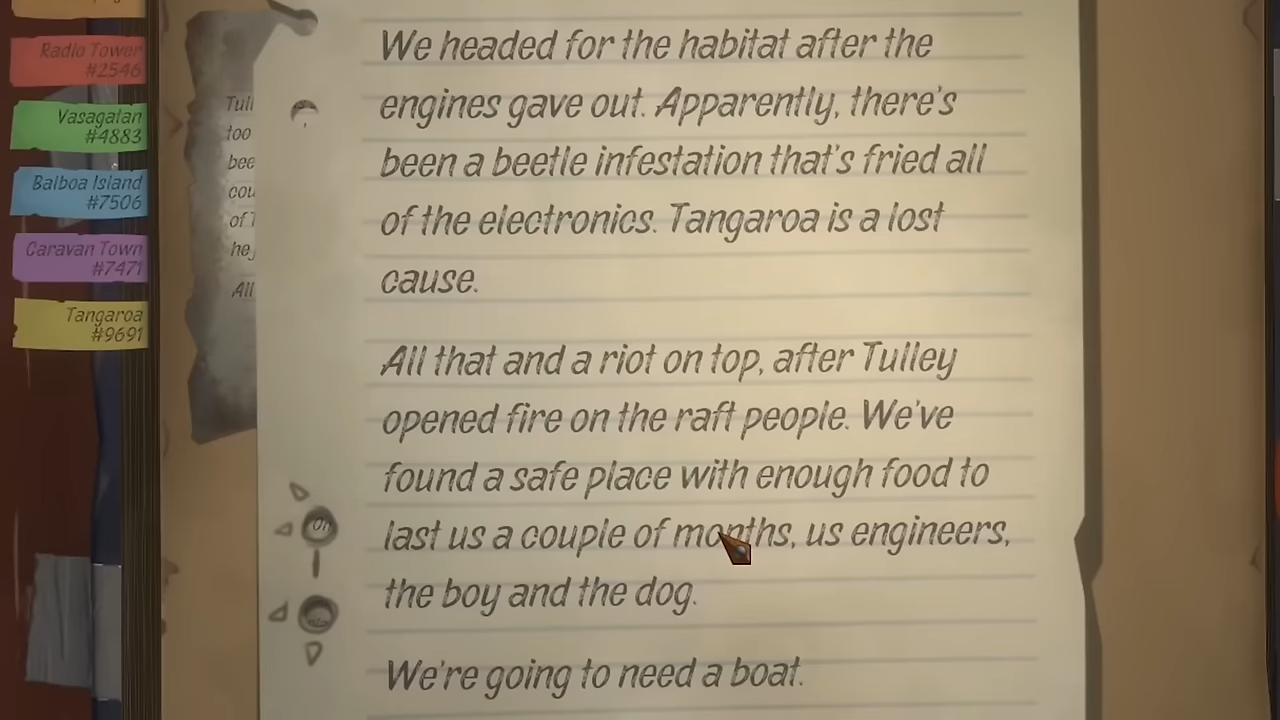 Radio Tower
#2546
Vasagatan
#4883
Balboa Island
#7506
Caravan Town
#7471
Tangaroa
#9691
too
bee
he
All
We headed for the habitat after the
engines gave out. Apparently, there's
been a beetle infestation that's fried all
of the electronics. Tangaroa is a lost
cause.
All that and a riot on top, after Tulley
opened fire on the raft people. We've
found a safe place with enough food to
last us a couple of months, us engineers,
the boy and the dog.
We're going to need a boat.